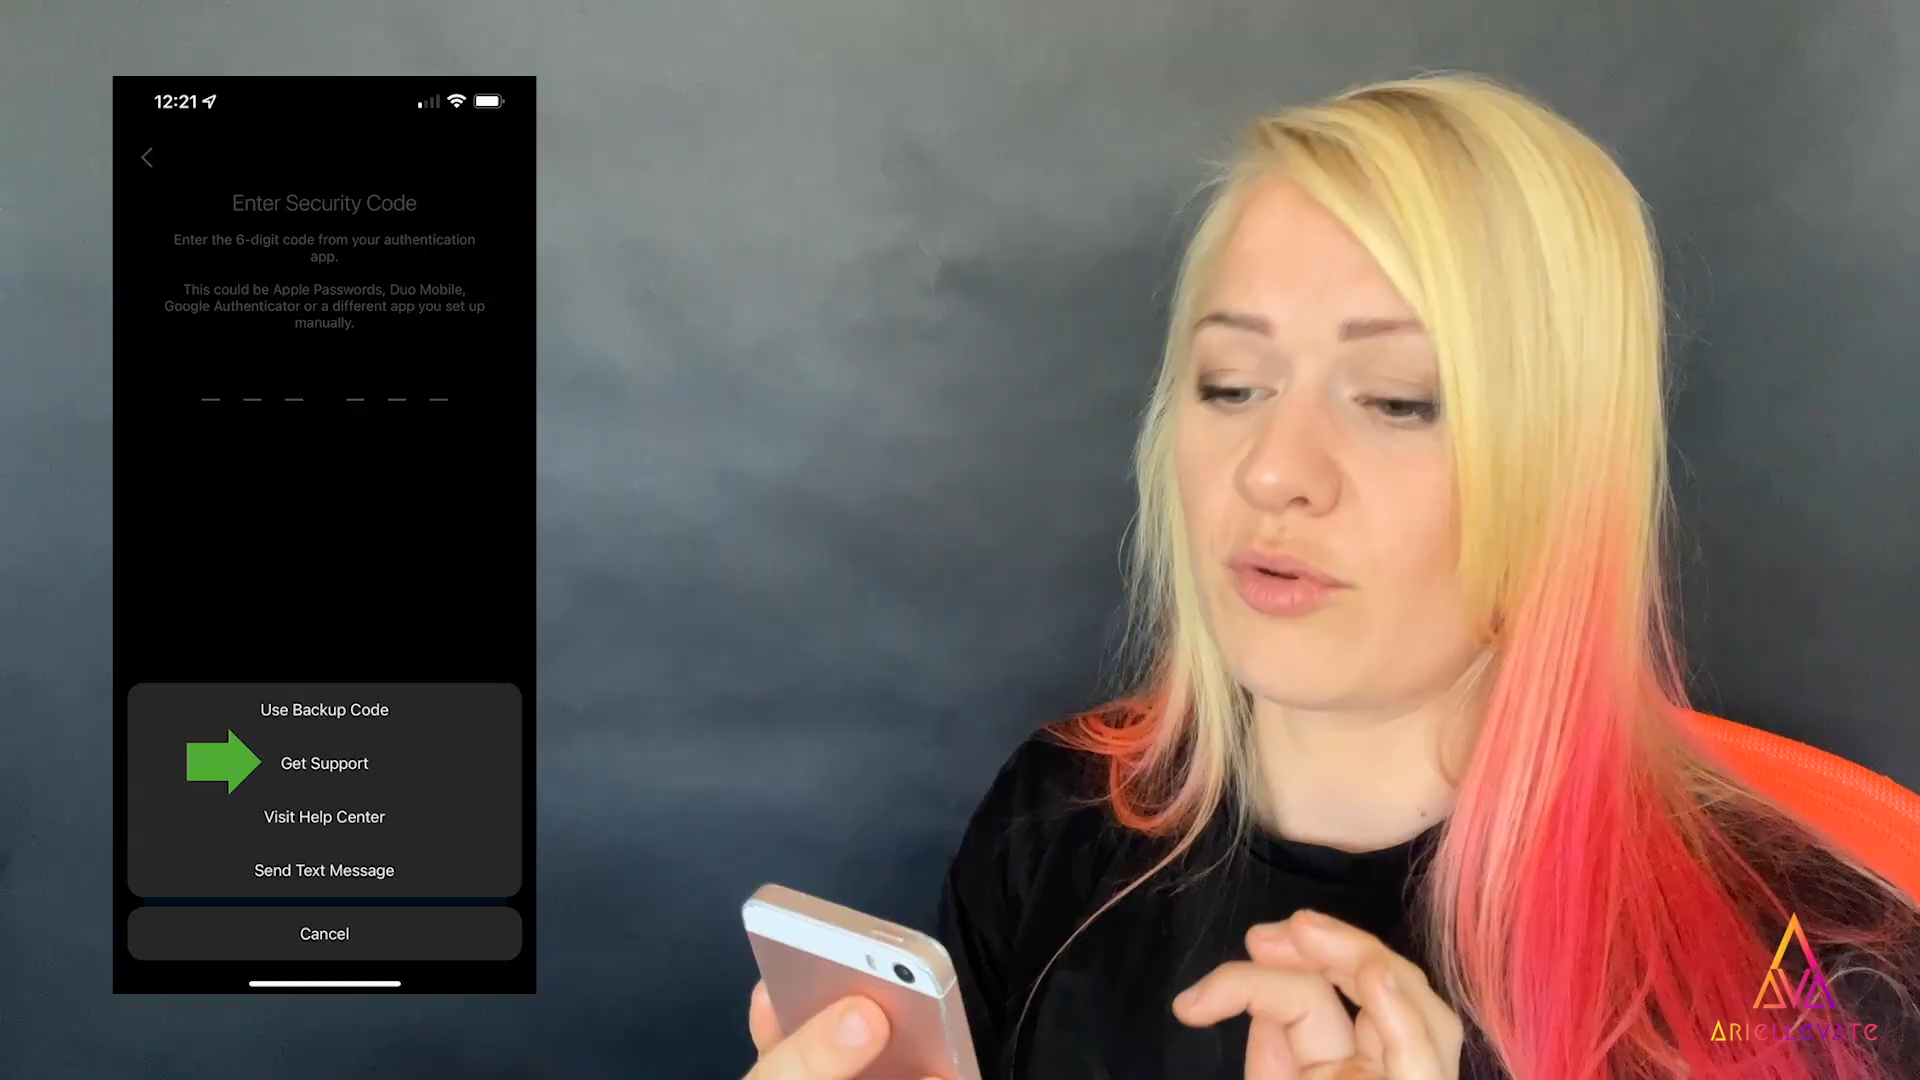 12:21
Enter Security Code
Enter the 6-digit code from your authentication
app.
This could be Apple Passwords, Duo Mobile,
Google Authenticator or a different app you set up
manually.
Use Backup Code
Get Support
Visit Help Center
Send Text Message
Cancel
ARIELLEVATE